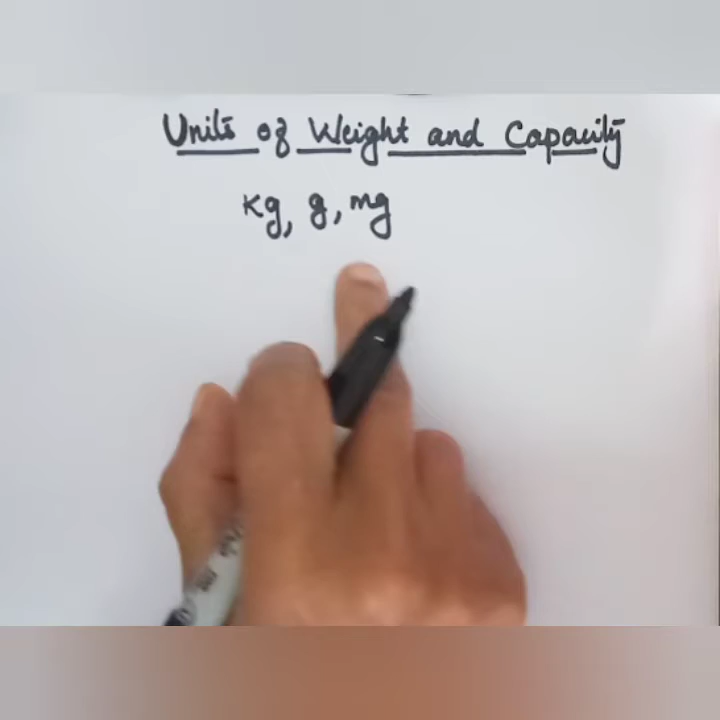 Units of Weight and Capacity
Kg, g, mg